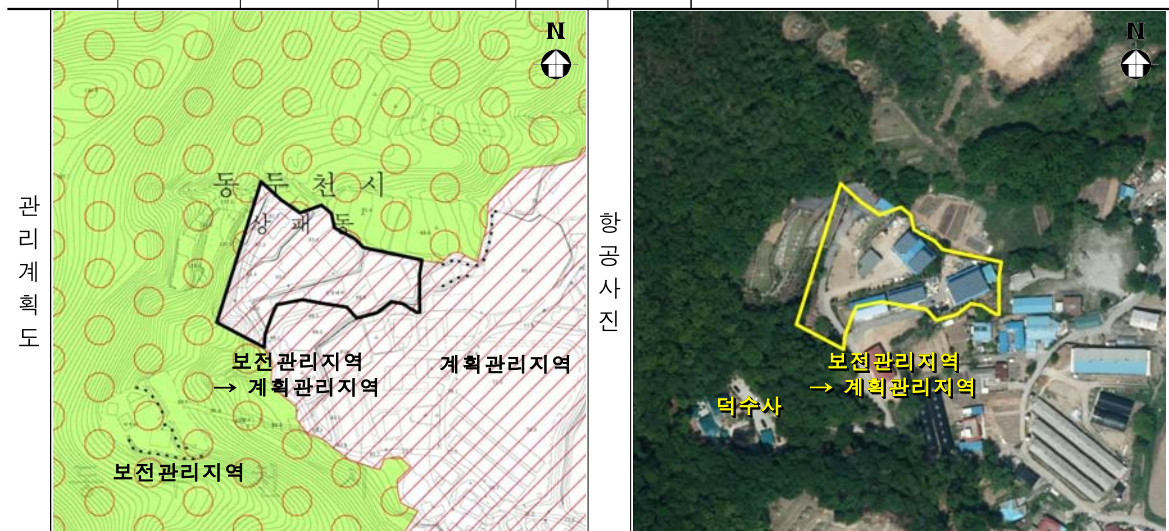 관리계획도
N
동두천시
상패동
보전관리지역
→ 계획관리지역
계획관리지역
보전관리지역
항공사진
N
보전관리지역
→ 계획관리지역
덕수사